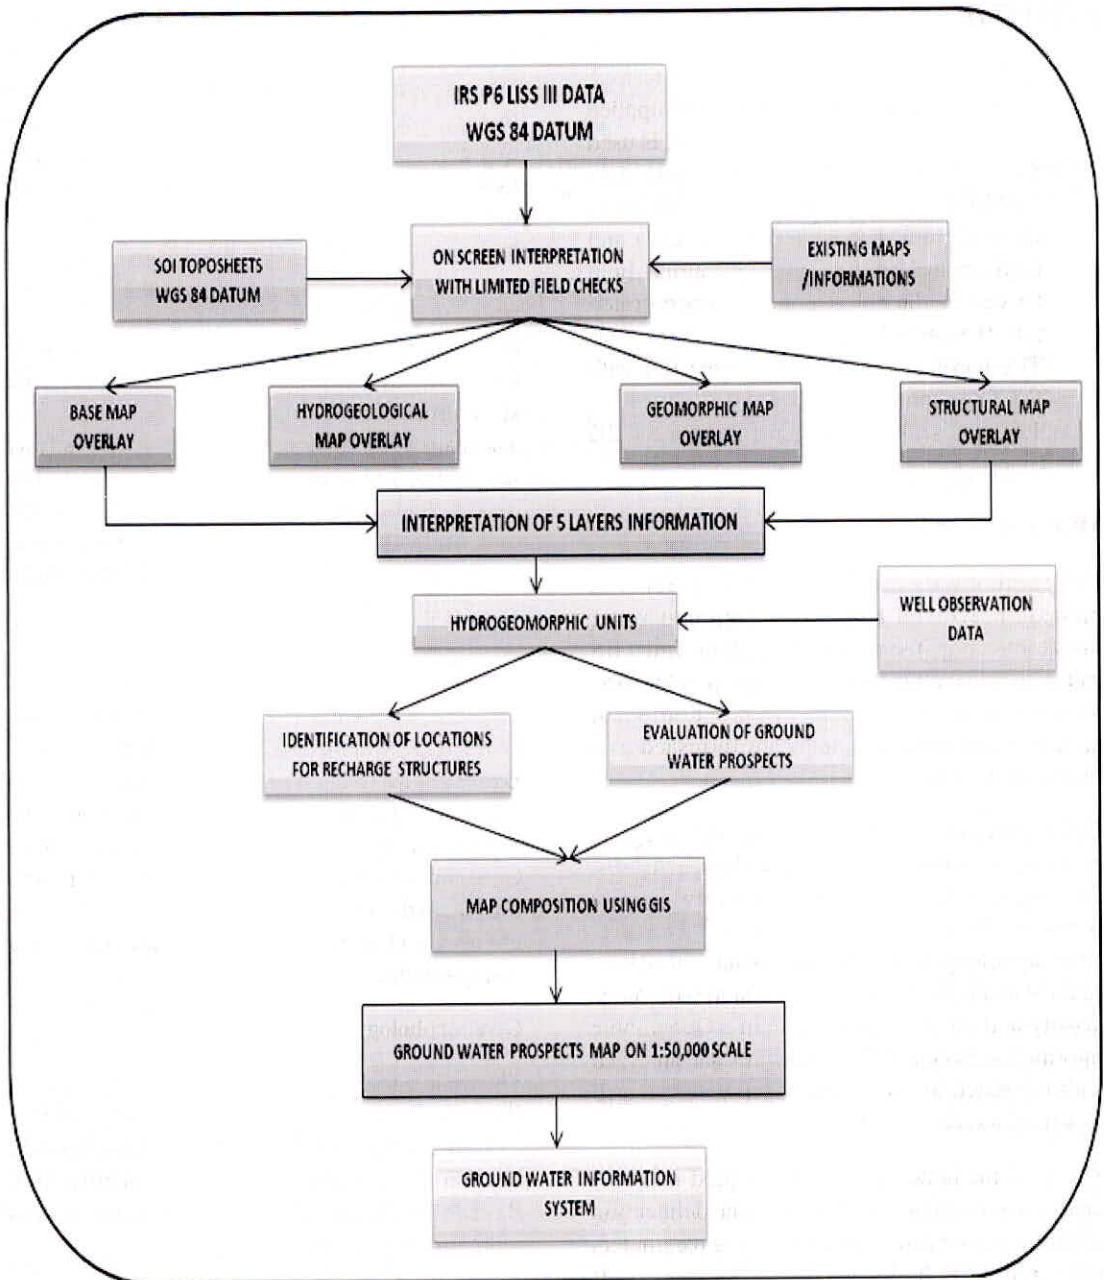 IRS P6 LISS III DATA
WGS 84 DATUM
SOI TOPOSHEETS
WGS 84 DATUM
ON SCREEN INTERPRETATION
WITH LIMITED FIELD CHECKS
EXISTING MAPS
/INFORMATIONS
BASE MAP
OVERLAY
HYDROGEOLOGICAL
MAP OVERLAY
GEOMORPHIC MAP
OVERLAY
STRUCTURAL MAP
OVERLAY
INTERPRETATION OF 5 LAYERS INFORMATION
HYDROGEOMORPHIC UNITS
WELL OBSERVATION
DATA
IDENTIFICATION OF LOCATIONS
FOR RECHARGE STRUCTURES
EVALUATION OF GROUND
WATER PROSPECTS
MAP COMPOSITION USING GIS
GROUND WATER PROSPECTS MAP ON 1:50,000 SCALE
GROUND WATER INFORMATION
SYSTEM